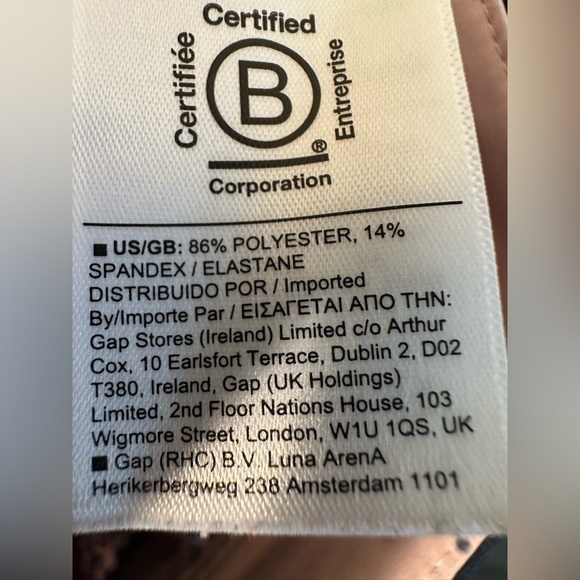 Certified
Certifiée
B
Entreprise
®
Corporation
■ US/GB: 86% POLYESTER, 14%
SPANDEX / ELASTANE
DISTRIBUIDO POR / Imported
By/Importe Par / ΕΙΣΑΓΕΤΑΙ ΑΠΟ ΤΗΝ:
Gap Stores (Ireland) Limited c/o Arthur
Cox, 10 Earlsfort Terrace, Dublin 2, D02
T380, Ireland, Gap (UK Holdings)
Limited, 2nd Floor Nations House, 103
Wigmore Street, London, W1U 1QS, UK
■ Gap (RHC) B.V. Luna ArenA
Herikerbergweg 238 Amsterdam 1101